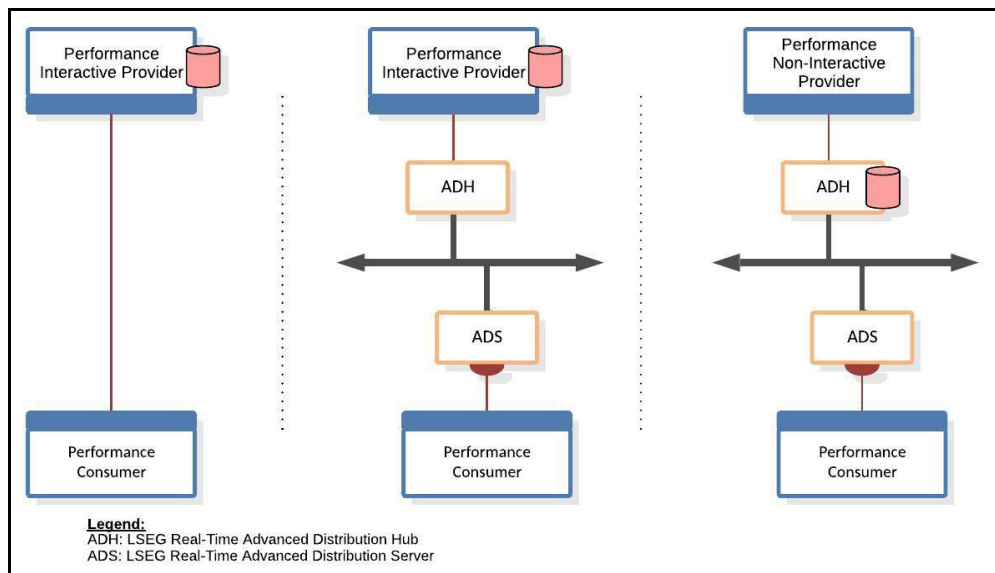 Performance
Interactive Provider
Performance
Interactive Provider
Performance
Non-Interactive
Provider
ADH
ADH
ADS
ADS
Performance
Consumer
Performance
Consumer
Performance
Consumer
Legend:
ADH: LSEG Real-Time Advanced Distribution Hub
ADS: LSEG Real-Time Advanced Distribution Server